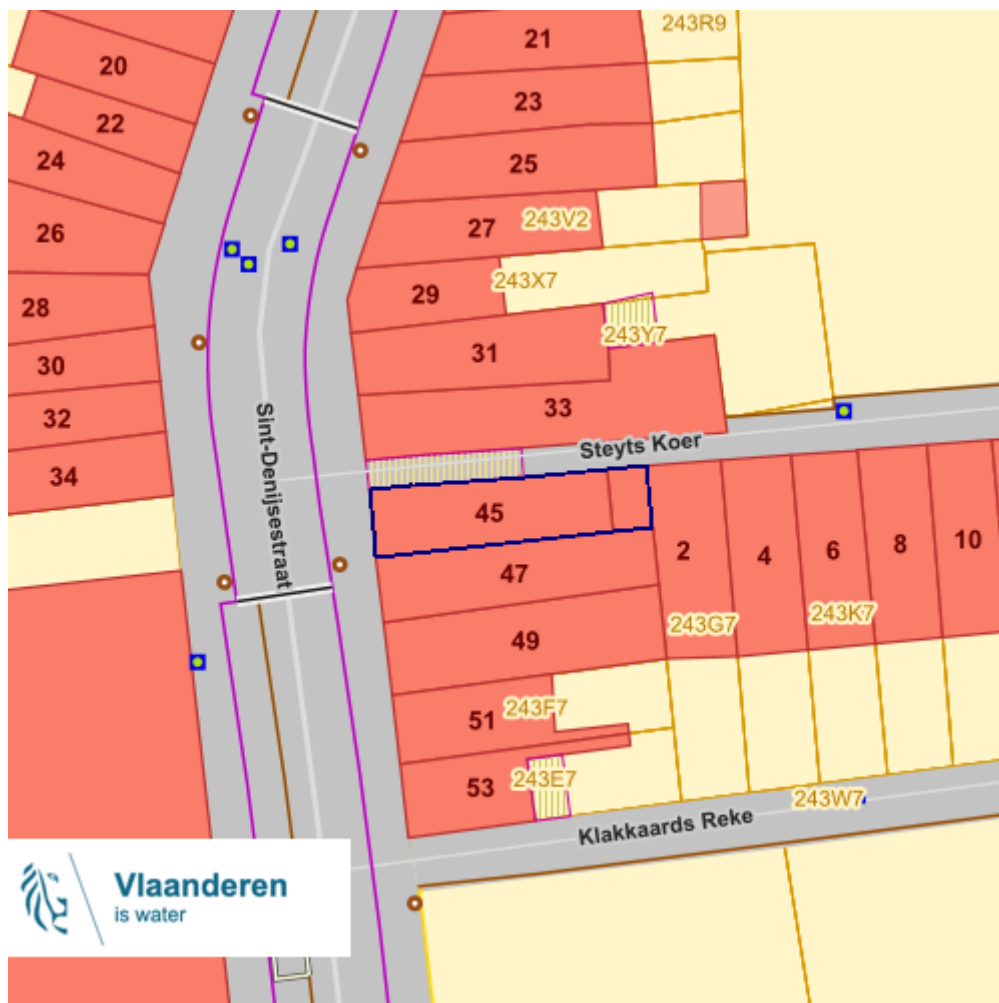 243R9
21
20
23
22
24
25
27
243V2
26
243X7
29
28
243Y7
31
30
33
32
Steyts Koer
34
Sint-Denijsestraat
45
2
4
6
8
10
47
243G7
243K7
49
51
243F7
53
243E7
243W7
Klakkaards Reke
Vlaanderen
is water